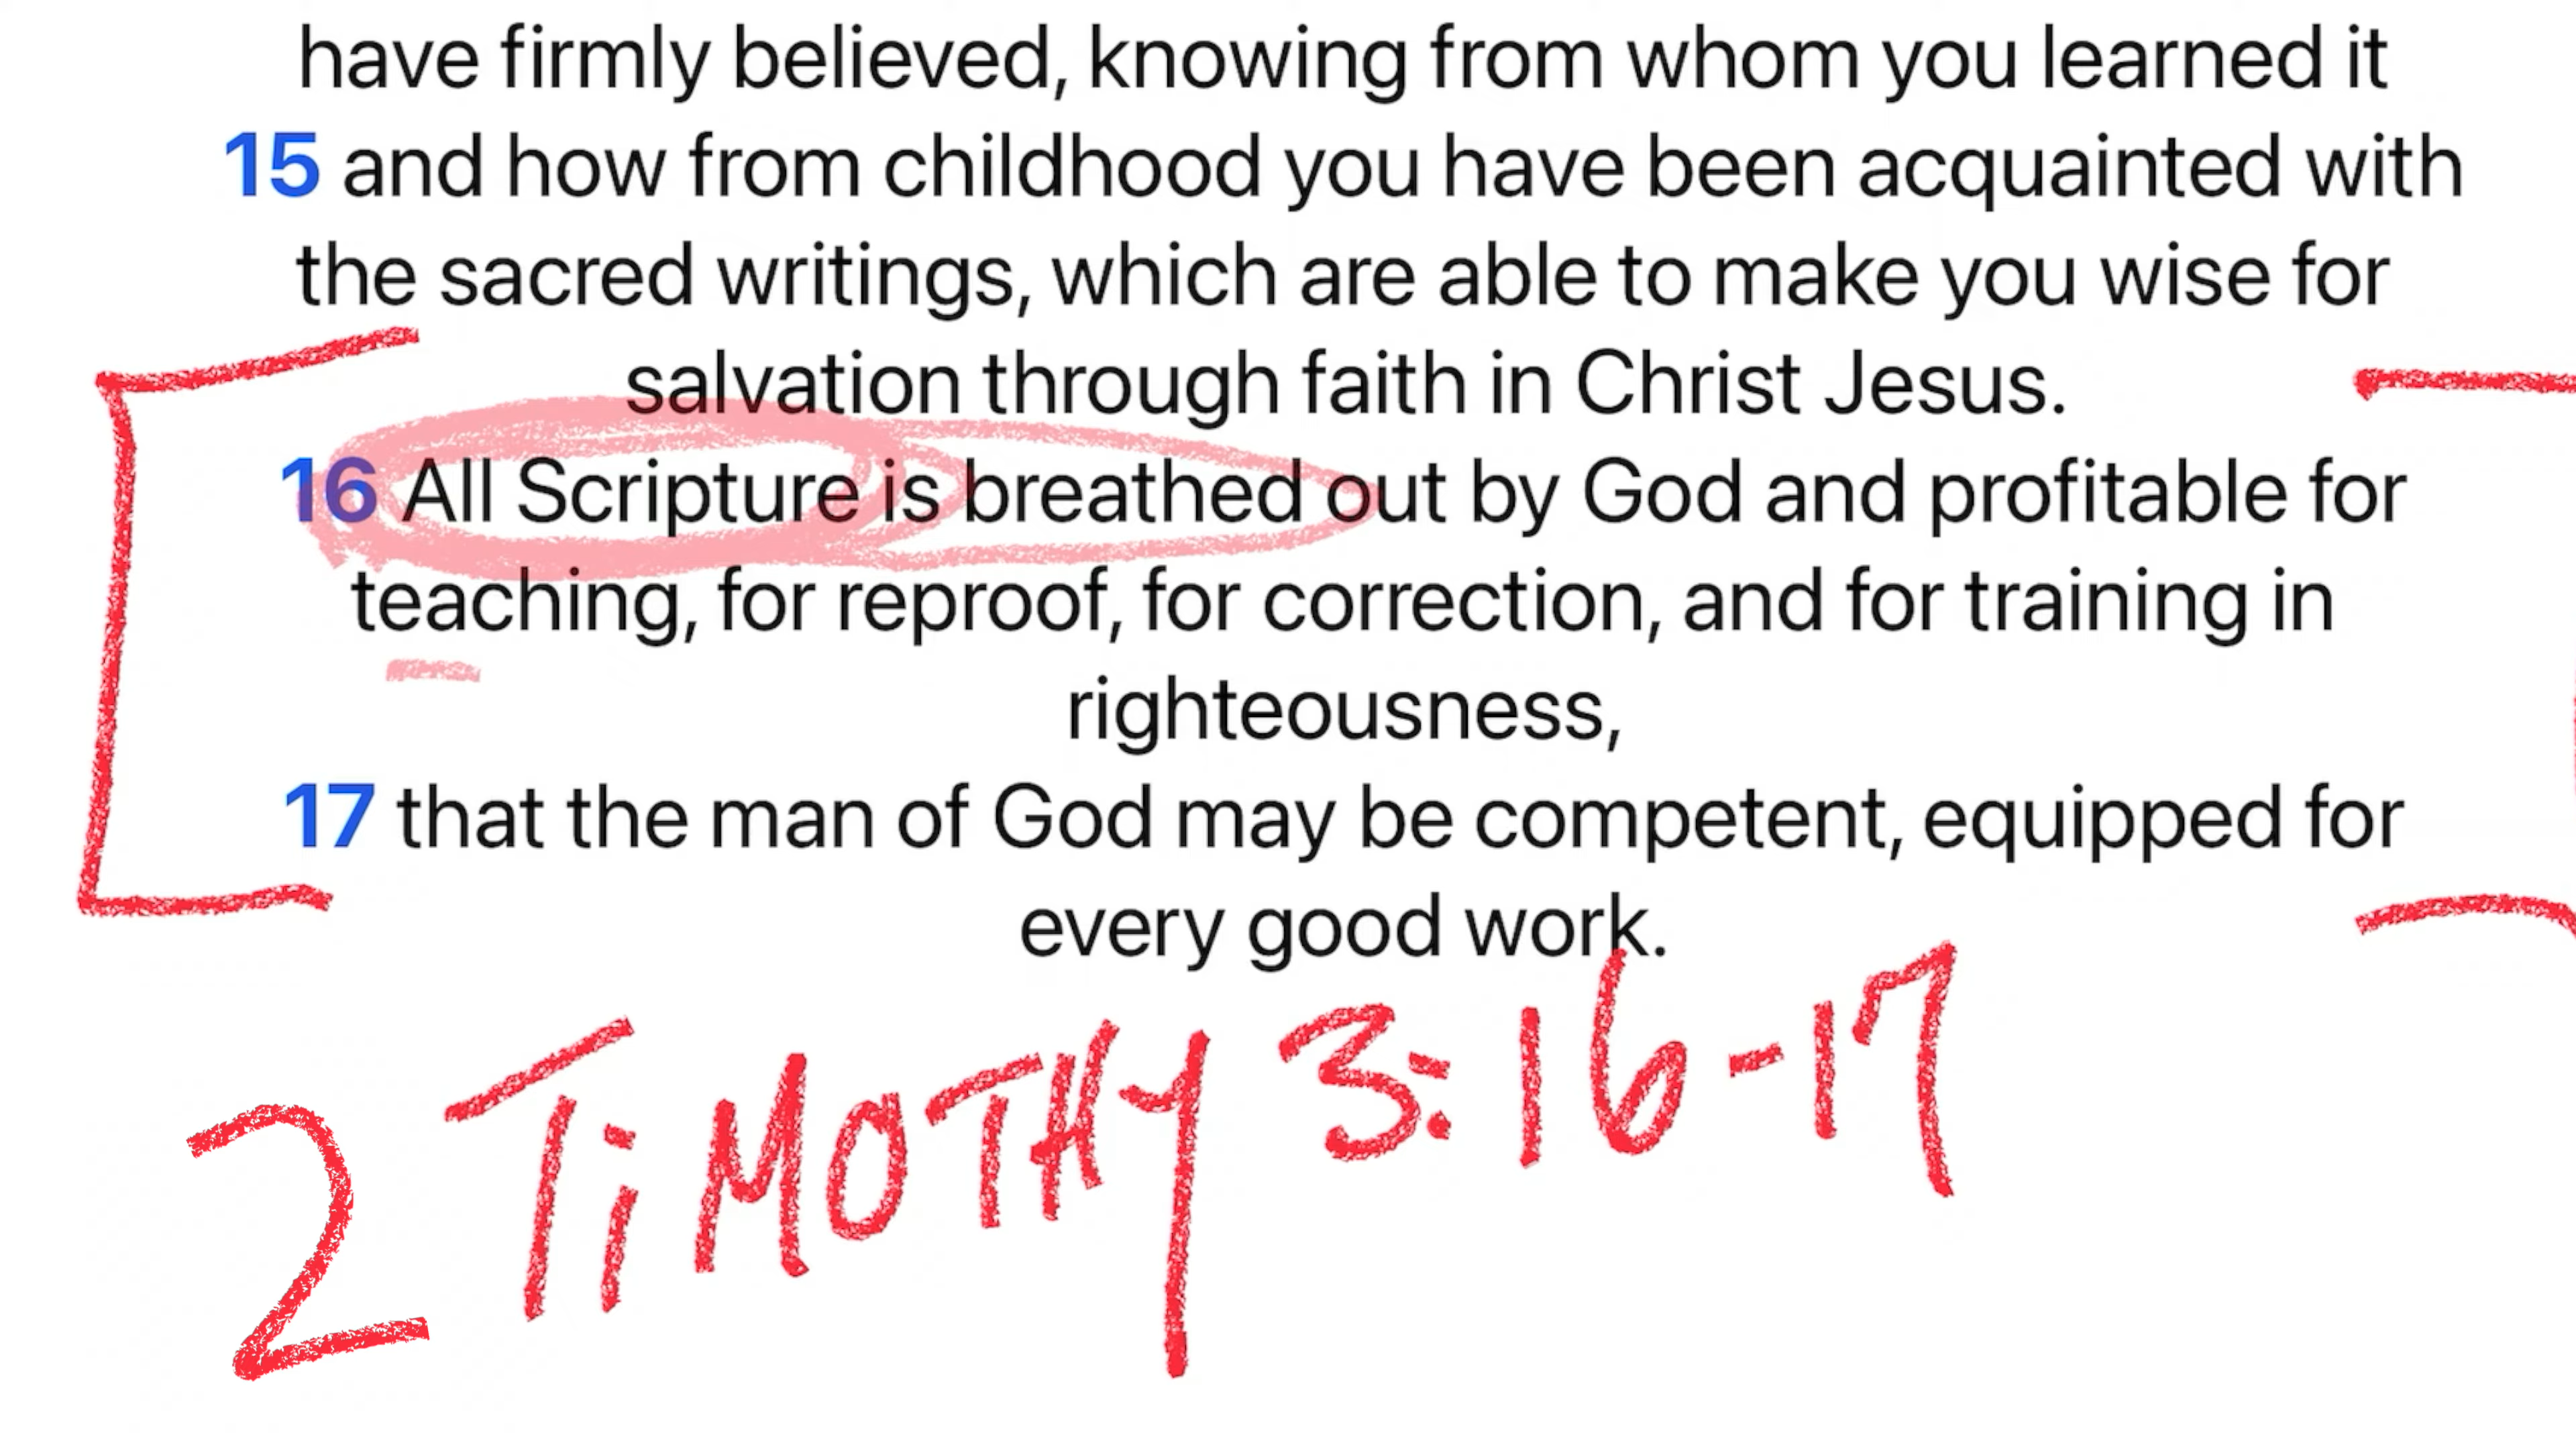 have firmly believed, knowing from whom you learned it
15 and how from childhood you have been acquainted with
the sacred writings, which are able to make you wise for
salvation through faith in Christ Jesus.
16 All Scripture is breathed out by God and profitable for
teaching, for reproof, for correction, and for training in
righteousness,
17 that the man of God may be competent, equipped for
every good work.
2 TiMOTHY 3:16-17